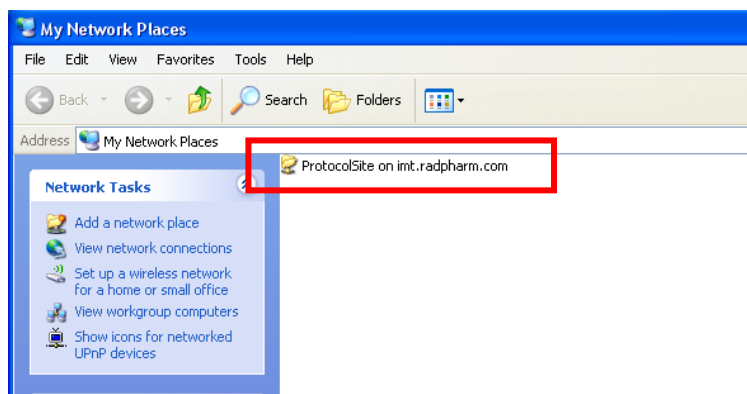 My Network Places
File Edit View Favorites Tools Help
Back Search Folders
Address My Network Places
ProtocolSite on imt.radpharm.com
Network Tasks
Add a network place
View network connections
Set up a wireless network
for a home or small office
View workgroup computers
Show icons for networked
UPnP devices